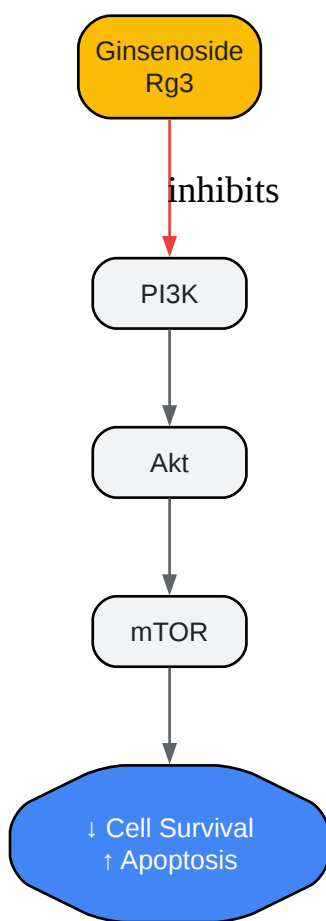 Ginsenoside
Rg3
inhibits
PI3K
Akt
mTOR
↓ Cell Survival
↑ Apoptosis